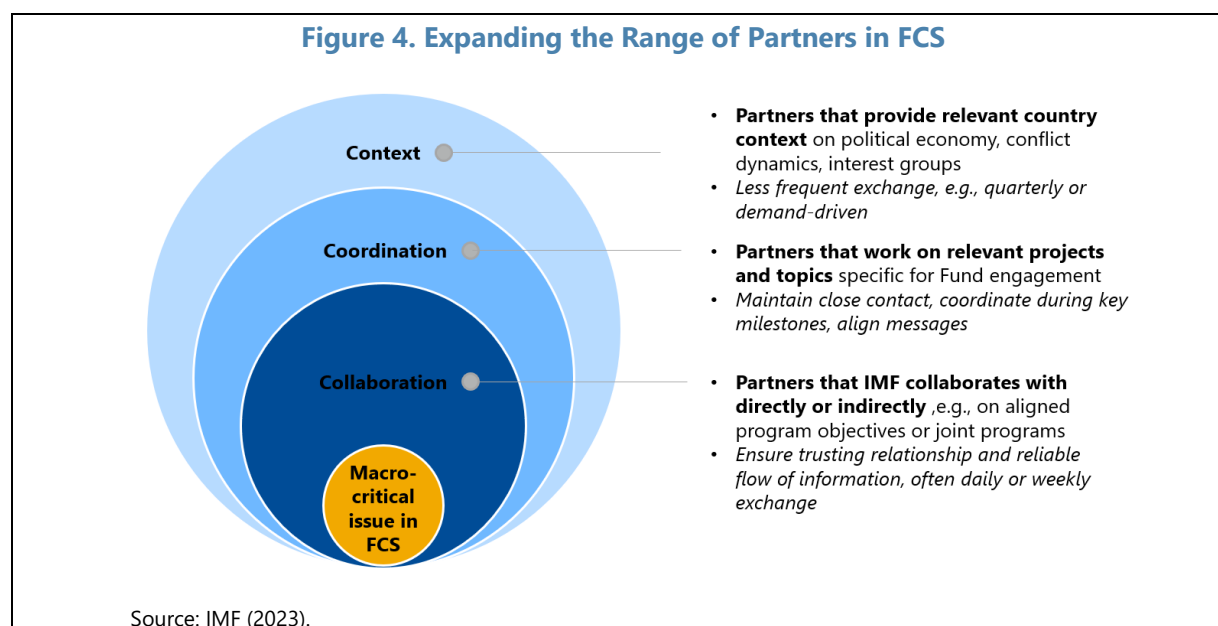 Figure 4. Expanding the Range of Partners in FCS
Context
• Partners that provide relevant country
context on political economy, conflict
dynamics, interest groups
• Less frequent exchange, e.g., quarterly or
demand-driven
Coordination
• Partners that work on relevant projects
and topics specific for Fund engagement
• Maintain close contact, coordinate during key
milestones, align messages
Collaboration
• Partners that IMF collaborates with
directly or indirectly ,e.g., on aligned
program objectives or joint programs
• Ensure trusting relationship and reliable
flow of information, often daily or weekly
exchange
Macro-
critical
issue in
FCS
Source: IMF (2023).